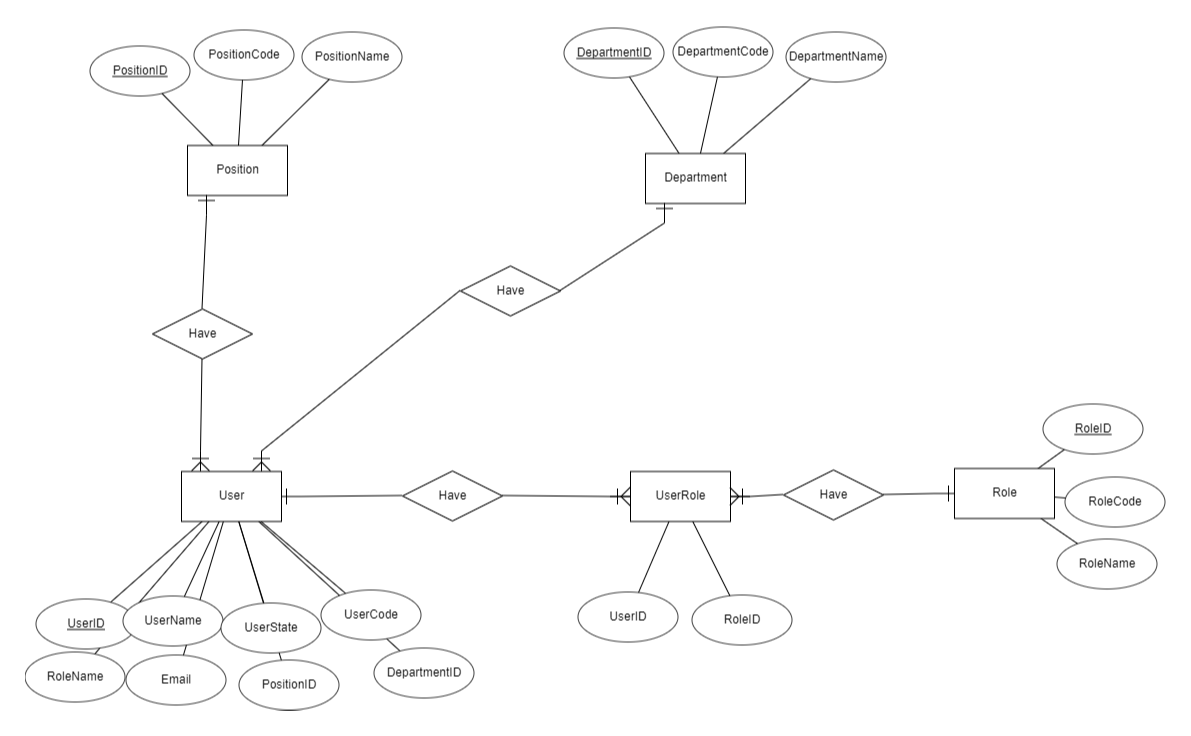 PositionID
PositionCode
PositionName
DepartmentID
DepartmentCode
DepartmentName
Position
Department
Have
Have
RoleID
RoleCode
RoleName
User
Have
UserRole
Have
Role
UserID
UserName
UserState
UserCode
UserID
RoleID
RoleName
Email
PositionID
DepartmentID